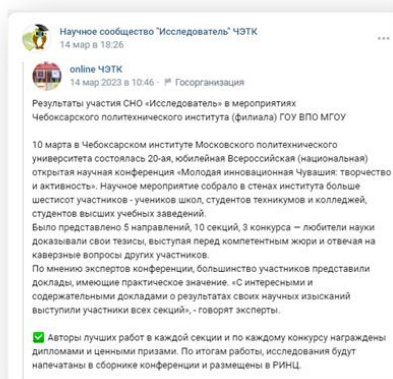 Научное сообщество "Исследователь" ЧЭТК
14 мар в 18:26
online ЧЭТК
14 мар 2023 в 10:46 · Госорганизация
Результаты участия СНО «Исследователь» в мероприятиях
Чебоксарского политехнического института (филиала) ГОУ ВПО МГОУ
10 марта в Чебоксарском институте Московского политехнического
университета состоялась 20-ая, юбилейная Всероссийская (национальная)
открытая научная конференция «Молодая инновационная Чувашия: творчество
и активность». Научное мероприятие собрало в стенах института больше
шестисот участников - учеников школ, студентов техникумов и колледжей,
студентов высших учебных заведений.
Было представлено 5 направлений, 10 секций, 3 конкурса — любители науки
доказывали свои тезисы, выступая перед компетентным жюри и отвечая на
каверзные вопросы других участников.
По мнению экспертов конференции, большинство участников представили
доклады, имеющие практическое значение. «С интересными и
содержательными докладами о результатах своих научных изысканий
выступили участники всех секций», - говорят эксперты.
✅ Авторы лучших работ в каждой секции и по каждому конкурсу награждены
дипломами и ценными призами. По итогам работы, исследования будут
напечатаны в сборнике конференции и размещены в РИНЦ.